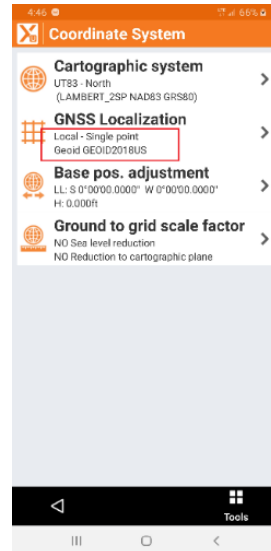 4:46 66%
X Coordinate System
Cartographic system
UT83 - North
(LAMBERT_2SP NAD83 GRS80)
GNSS Localization
Local - Single point
Geoid GEOID2018US
Base pos. adjustment
LL: S 0°00'00.0000" W 0°00'00.0000"
H: 0.000ft
Ground to grid scale factor
NO Sea level reduction
NO Reduction to cartographic plane
Tools